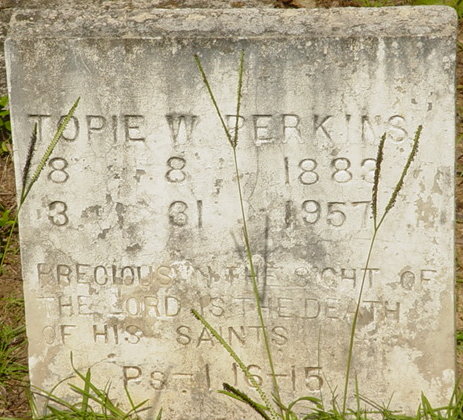 TOPIE W. PERKINS
8 8 1883
3 31 1957
PRECIOUS IN THE SIGHT OF
THE LORD IS THE DEATH
OF HIS SAINTS
Ps-116-15